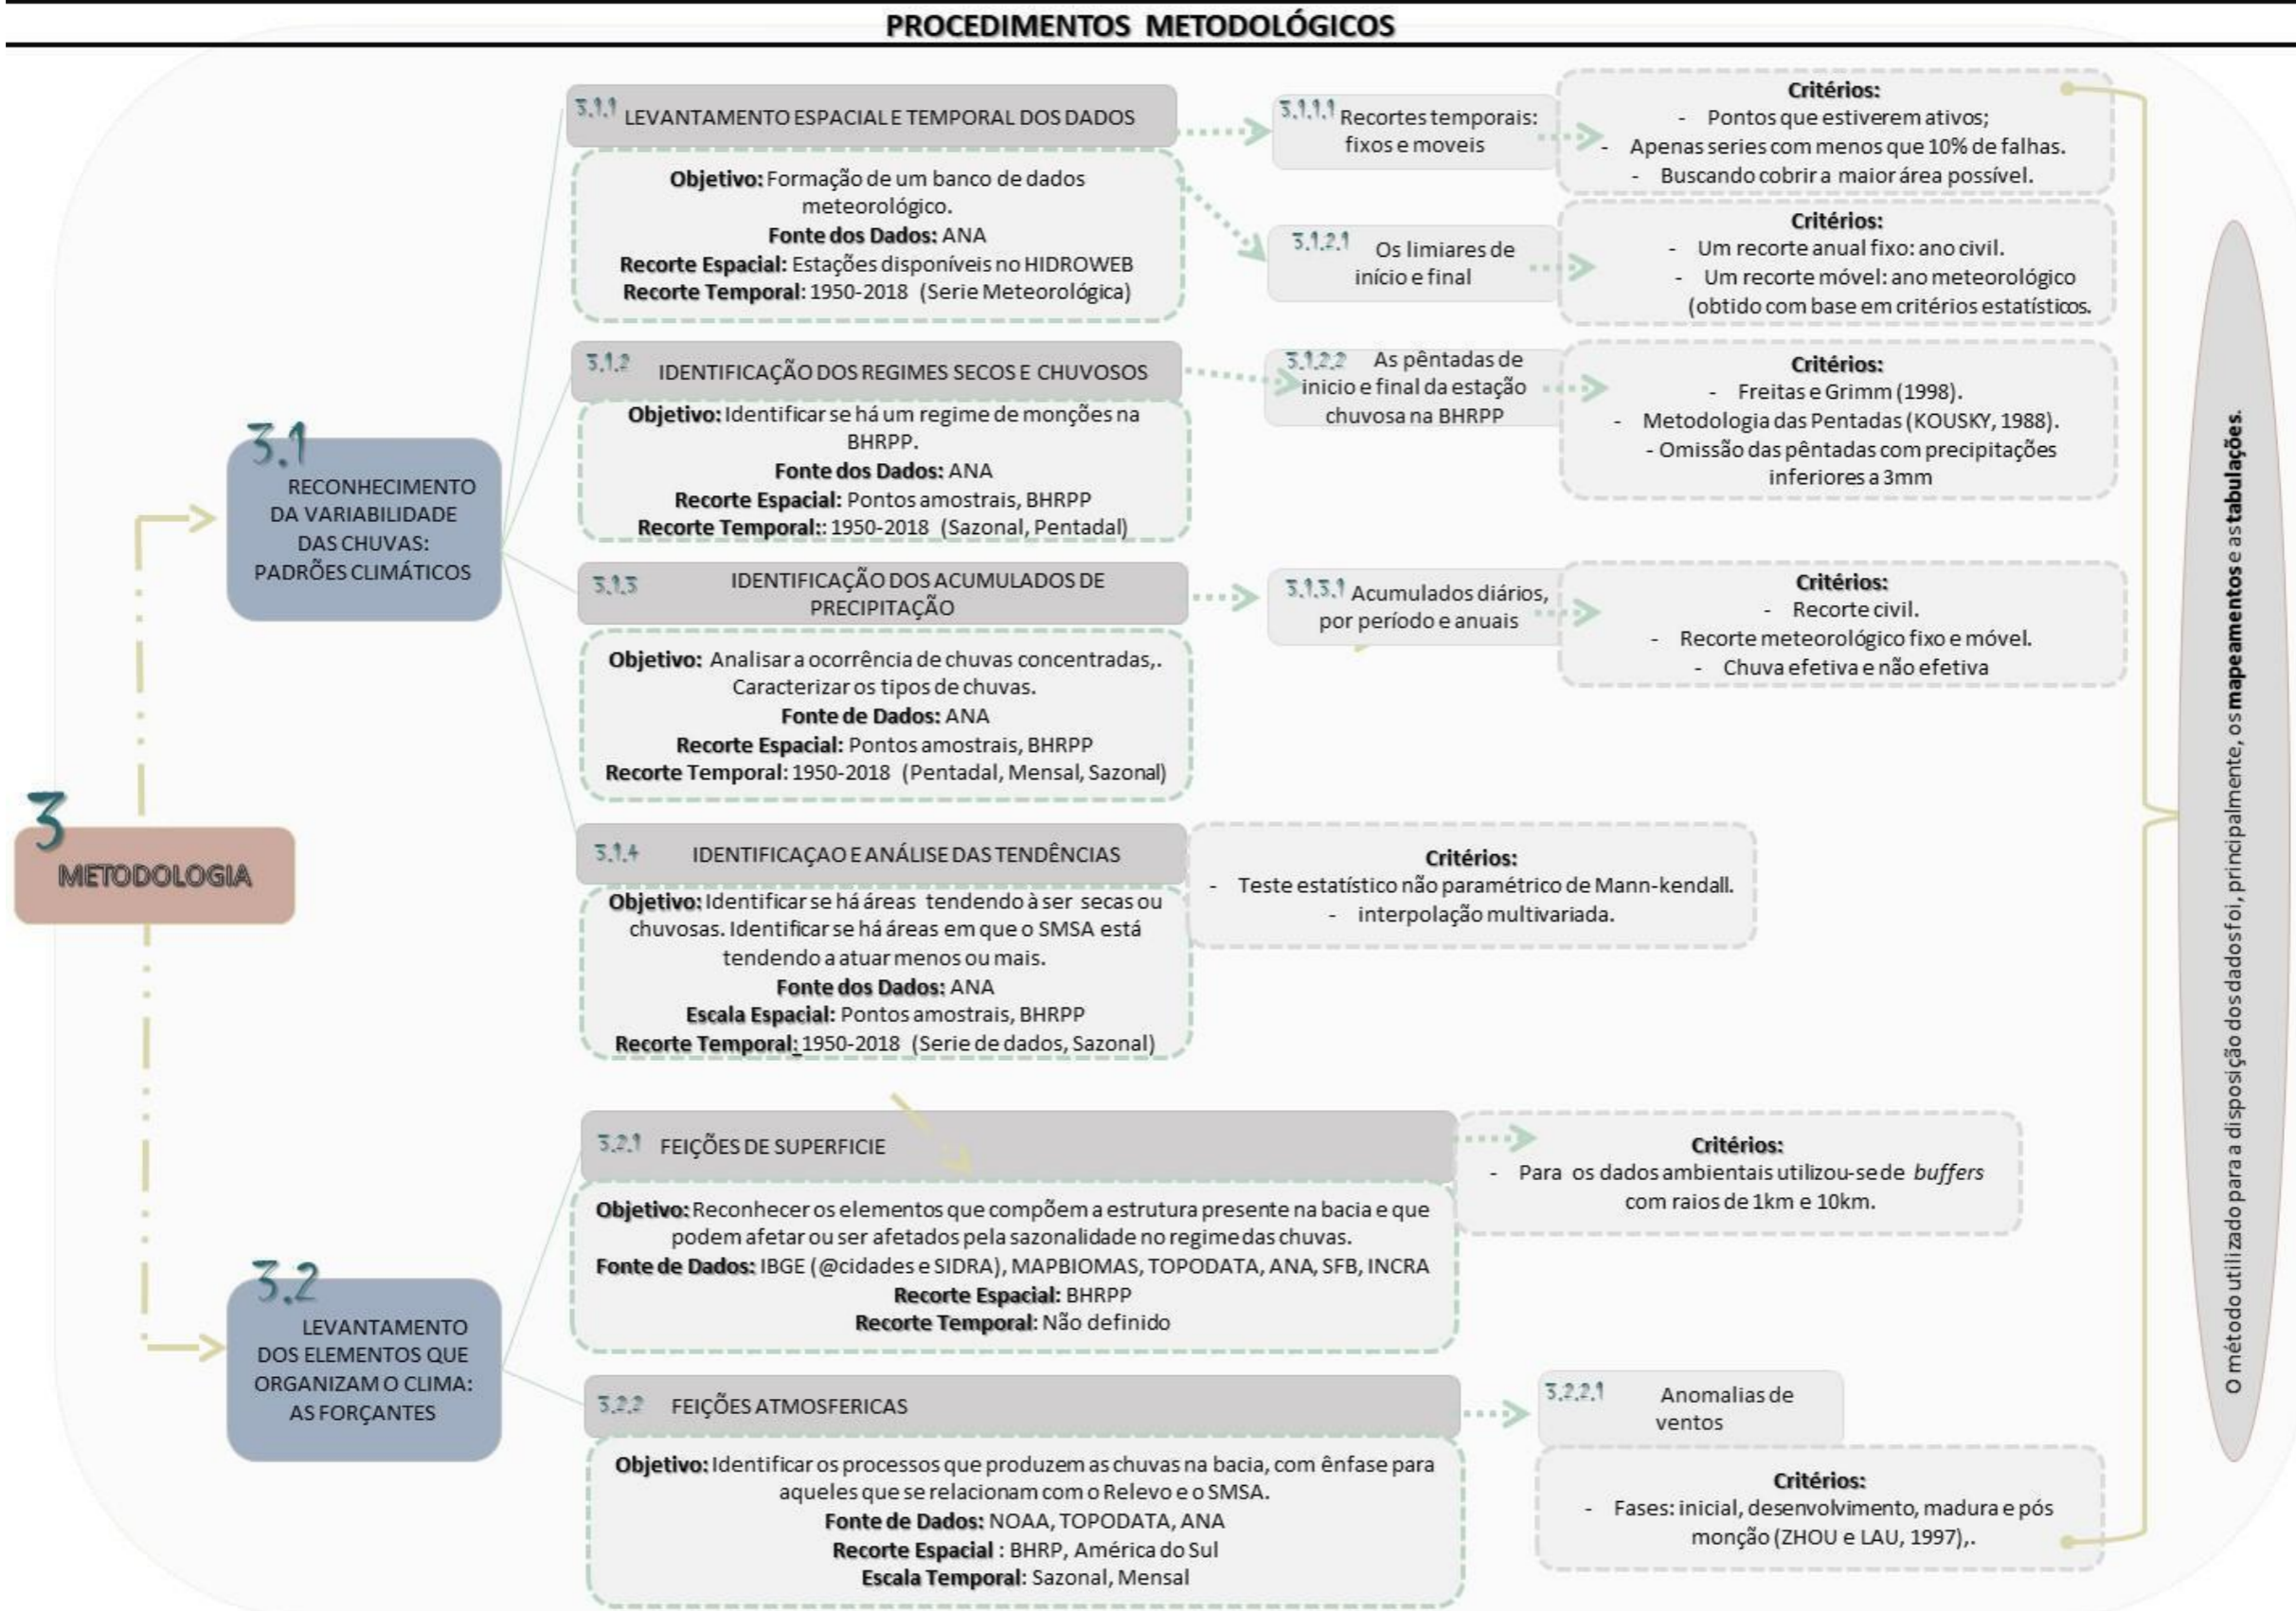 PROCEDIMENTOS METODOLÓGICOS
3
METODOLOGIA
3.1
RECONHECIMENTO
DA VARIABILIDADE
DAS CHUVAS:
PADRÕES CLIMÁTICOS
3.1.1 LEVANTAMENTO ESPACIAL E TEMPORAL DOS DADOS
Objetivo: Formação de um banco de dados
meteorológico.
Fonte dos Dados: ANA
Recorte Espacial: Estações disponíveis no HIDROWEB
Recorte Temporal: 1950-2018 (Serie Meteorológica)
3.1.1.1 Recortes temporais:
fixos e moveis
Critérios:
- Pontos que estiverem ativos;
- Apenas series com menos que 10% de falhas.
- Buscando cobrir a maior área possível.
3.1.2.1 Os limiares de
início e final
Critérios:
- Um recorte anual fixo: ano civil.
- Um recorte móvel: ano meteorológico
(obtido com base em critérios estatísticos.
3.1.2 IDENTIFICAÇÃO DOS REGIMES SECOS E CHUVOSOS
Objetivo: Identificar se há um regime de monções na
BHRPP.
Fonte dos Dados: ANA
Recorte Espacial: Pontos amostrais, BHRPP
Recorte Temporal:: 1950-2018 (Sazonal, Pentadal)
3.1.2.2 As pêntadas de
inicio e final da estação
chuvosa na BHRPP
Critérios:
- Freitas e Grimm (1998).
- Metodologia das Pentadas (KOUSKY, 1988).
- Omissão das pêntadas com precipitações
inferiores a 3mm
3.1.3 IDENTIFICAÇÃO DOS ACUMULADOS DE
PRECIPITAÇÃO
Objetivo: Analisar a ocorrência de chuvas concentradas,.
Caracterizar os tipos de chuvas.
Fonte de Dados: ANA
Recorte Espacial: Pontos amostrais, BHRPP
Recorte Temporal: 1950-2018 (Pentadal, Mensal, Sazonal)
3.1.3.1 Acumulados diários,
por período e anuais
Critérios:
- Recorte civil.
- Recorte meteorológico fixo e móvel.
- Chuva efetiva e não efetiva
3.1.4 IDENTIFICAÇAO E ANÁLISE DAS TENDÊNCIAS
Objetivo: Identificar se há áreas tendendo à ser secas ou
chuvosas. Identificar se há áreas em que o SMSA está
tendendo a atuar menos ou mais.
Fonte dos Dados: ANA
Escala Espacial: Pontos amostrais, BHRPP
Recorte Temporal: 1950-2018 (Serie de dados, Sazonal)
Critérios:
- Teste estatístico não paramétrico de Mann-kendall.
- interpolação multivariada.
3.2
LEVANTAMENTO
DOS ELEMENTOS QUE
ORGANIZAM O CLIMA:
AS FORÇANTES
3.2.1 FEIÇÕES DE SUPERFICIE
Objetivo: Reconhecer os elementos que compõem a estrutura presente na bacia e que
podem afetar ou ser afetados pela sazonalidade no regime das chuvas.
Fonte de Dados: IBGE (@cidades e SIDRA), MAPBIOMAS, TOPODATA, ANA, SFB, INCRA
Recorte Espacial: BHRPP
Recorte Temporal: Não definido
Critérios:
- Para os dados ambientais utilizou-se de buffers
com raios de 1km e 10km.
3.2.2 FEIÇÕES ATMOSFERICAS
Objetivo: Identificar os processos que produzem as chuvas na bacia, com ênfase para
aqueles que se relacionam com o Relevo e o SMSA.
Fonte de Dados: NOAA, TOPODATA, ANA
Recorte Espacial : BHRP, América do Sul
Escala Temporal: Sazonal, Mensal
3.2.2.1 Anomalias de
ventos
Critérios:
- Fases: inicial, desenvolvimento, madura e pós
monção (ZHOU e LAU, 1997),.
O método utilizado para a disposição dos dados foi, principalmente, os mapeamentos e as tabulações.